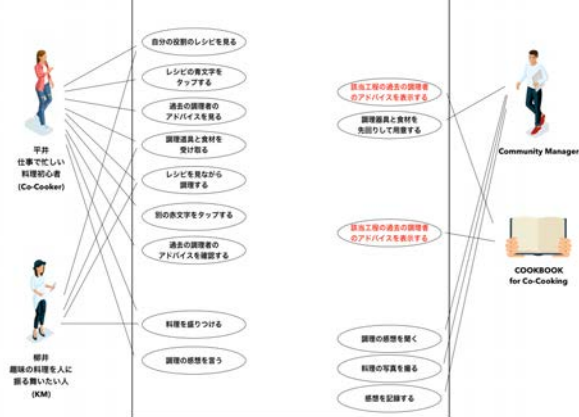 自分の役割のレシピを見る
レシピの青文字を
タップする
過去の調理者の
アドバイスを見る
調理道具と食材を
受け取る
レシピを見ながら
調理する
別の赤文字をタップする
過去の調理者の
アドバイスを確認する
料理を盛りつける
調理の感想を言う
平井
仕事で忙しい
料理初心者
(Co-Cooker)
柳井
趣味の料理を人に
振る舞いたい人
(KM)
該当工程の過去の調理者
のアドバイスを表示する
調理器具と食材を
先回りして用意する
該当工程の過去の調理者
のアドバイスを表示する
調理の感想を聞く
料理の写真を撮る
感想を記録する
Community Manager
COOKBOOK
for Co-Cooking